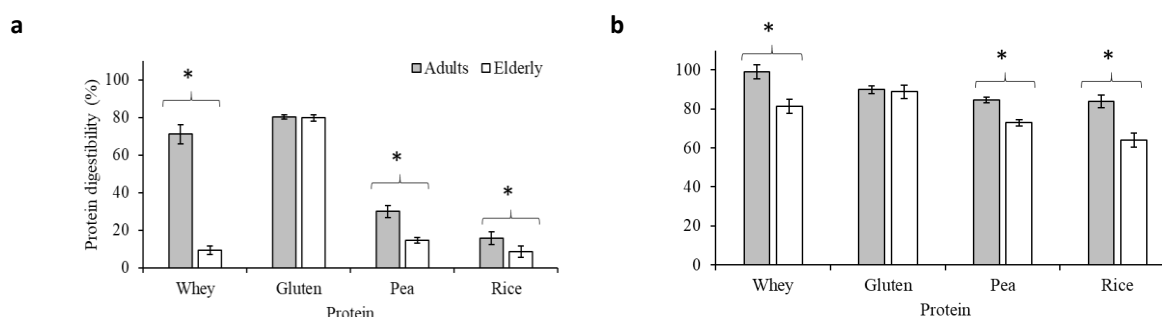 a
Protein digestibility (%)
100
80
60
40
20
0
Adults Elderly
*
*
*
Whey Gluten Pea Rice
Protein
b
100
80
60
40
20
0
*
*
*
Whey Gluten Pea Rice
Protein